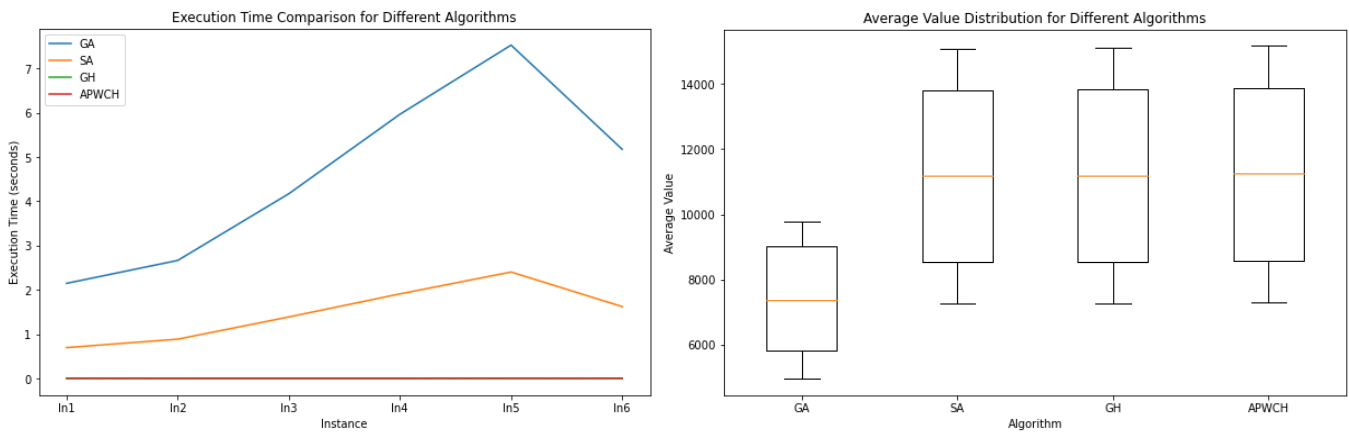 Execution Time Comparison for Different Algorithms
GA
SA
GH
APWCH
Execution Time (seconds)
7
6
5
4
3
2
1
0
In1 In2 In3 In4 In5 In6
Instance
Average Value Distribution for Different Algorithms
Average Value
14000
12000
10000
8000
6000
GA SA GH APWCH
Algorithm